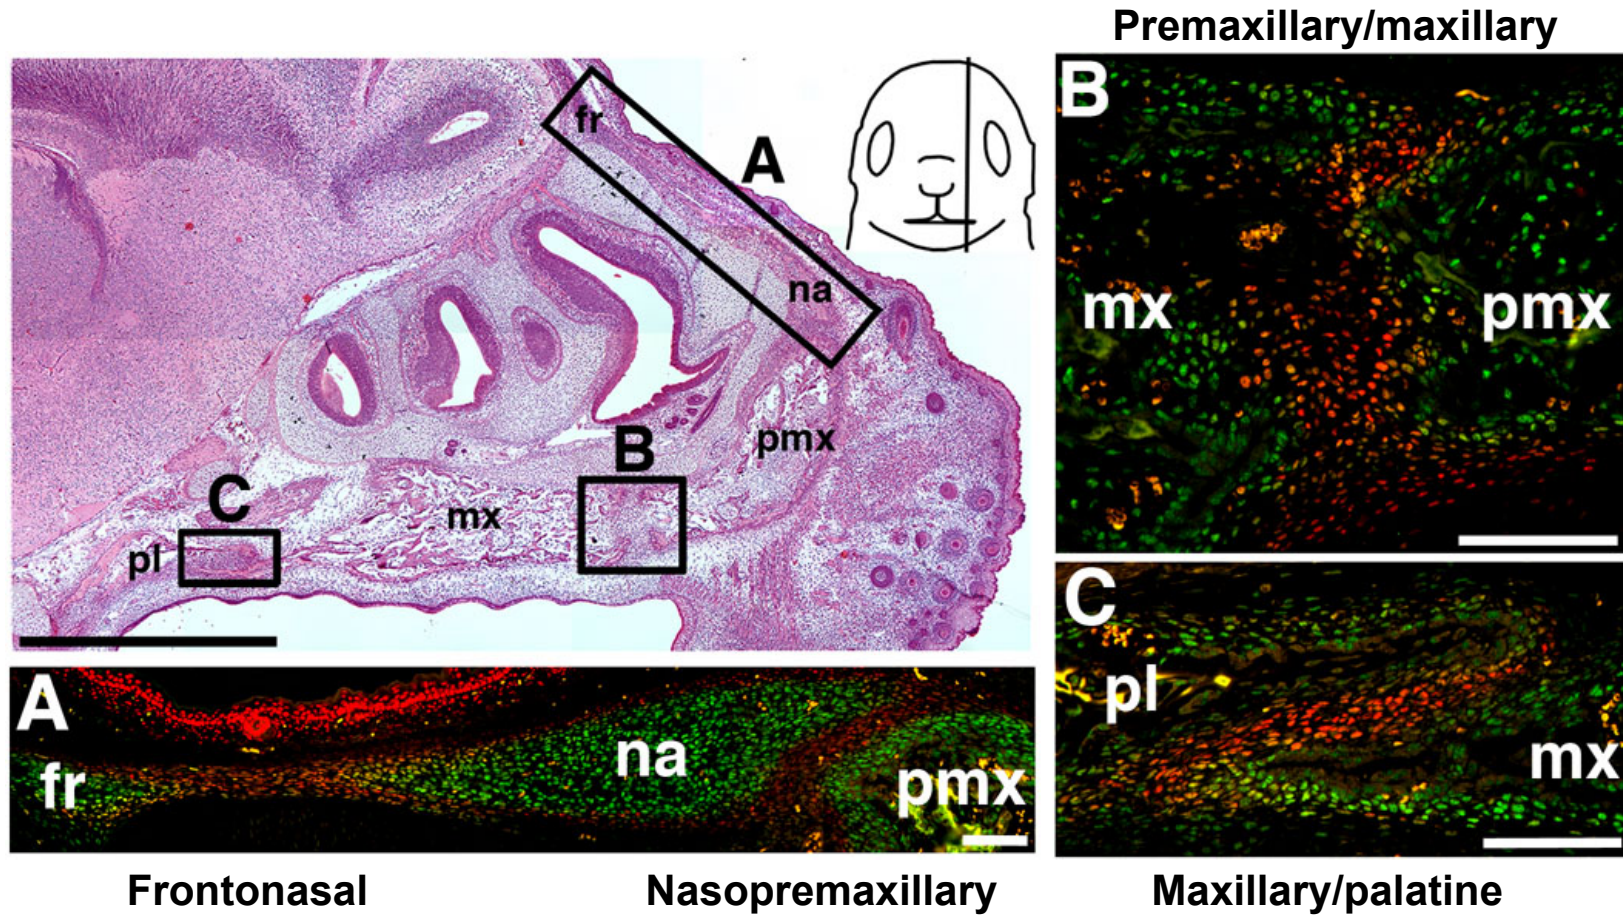 Premaxillary/maxillary
fr
A
na
B
pmx
C
mx
pl
B
mx
pmx
A
fr
na
pmx
C
pl
mx
Frontonasal
Nasopremaxillary
Maxillary/palatine